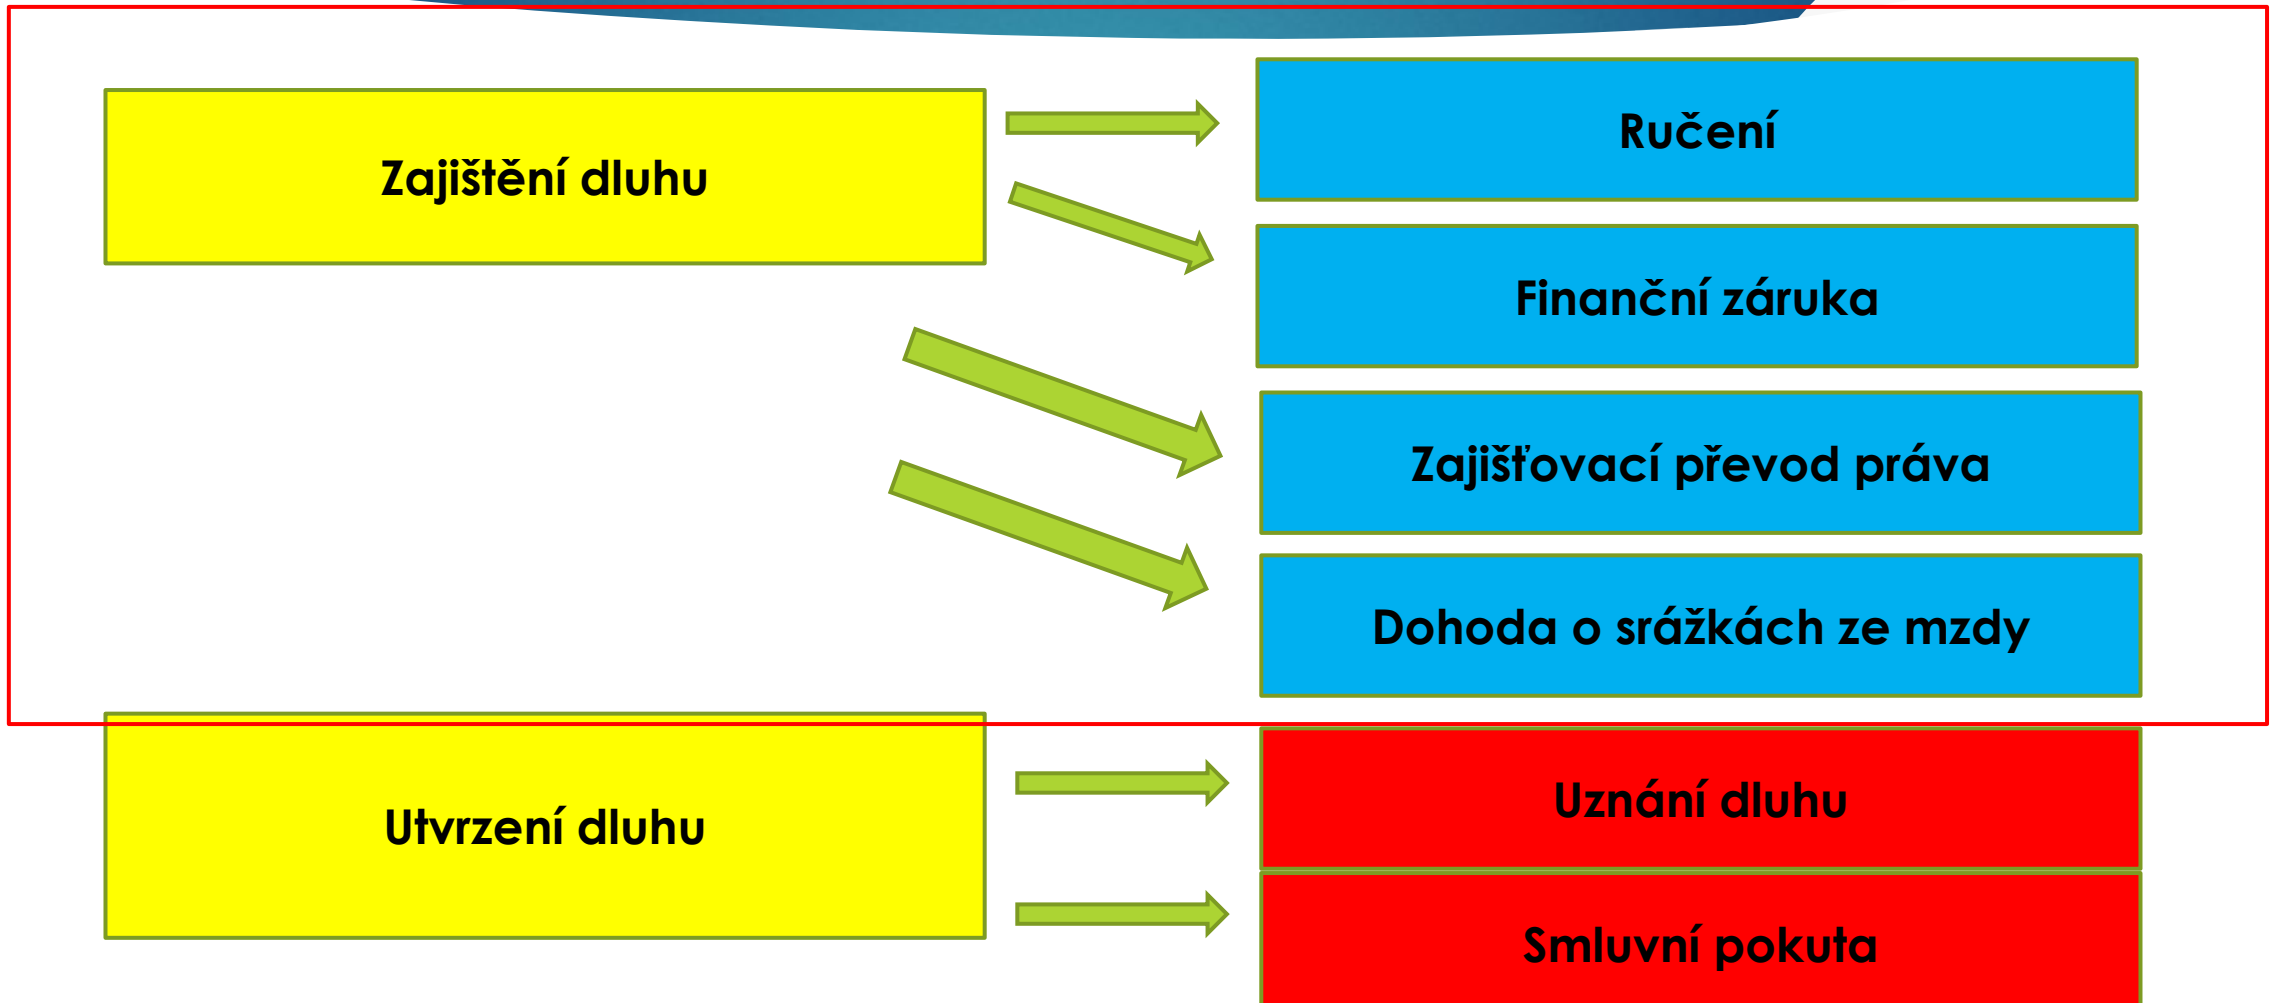 Zajištění dluhu
Ručení
Finanční záruka
Zajišťovací převod práva
Dohoda o srážkách ze mzdy
Utvrzení dluhu
Uznání dluhu
Smluvní pokuta